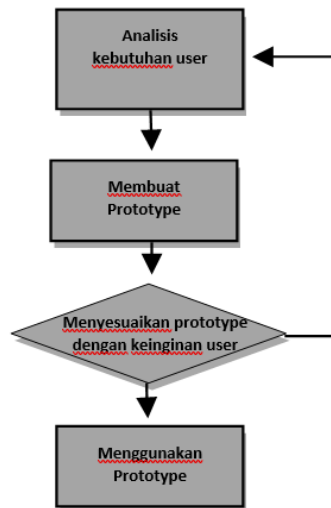 Analisis
kebutuhan user
Membuat
Prototype
Menyesuaikan prototype
dengan keinginan user
Menggunakan
Prototype